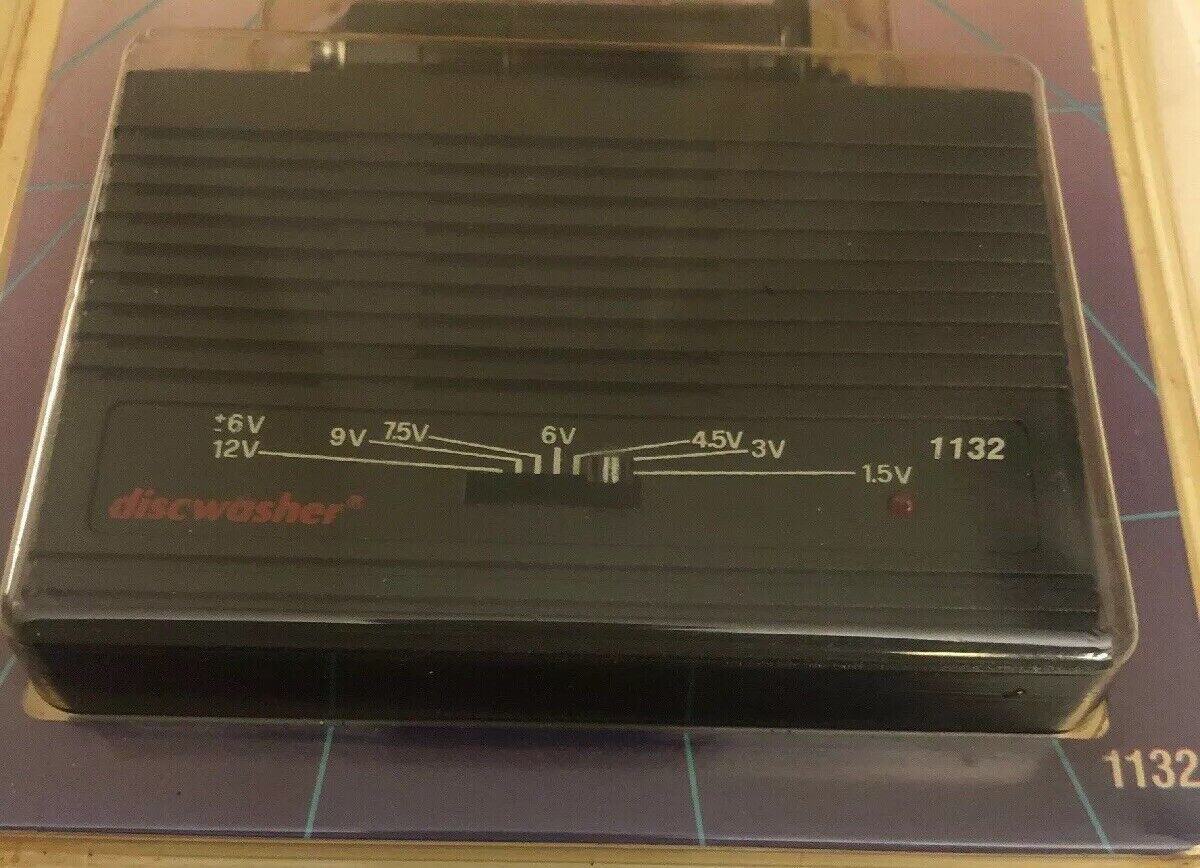 ±6V
12V 9V 7.5V 6V 4.5V 3V 1.5V 1132
discwasher®
1132